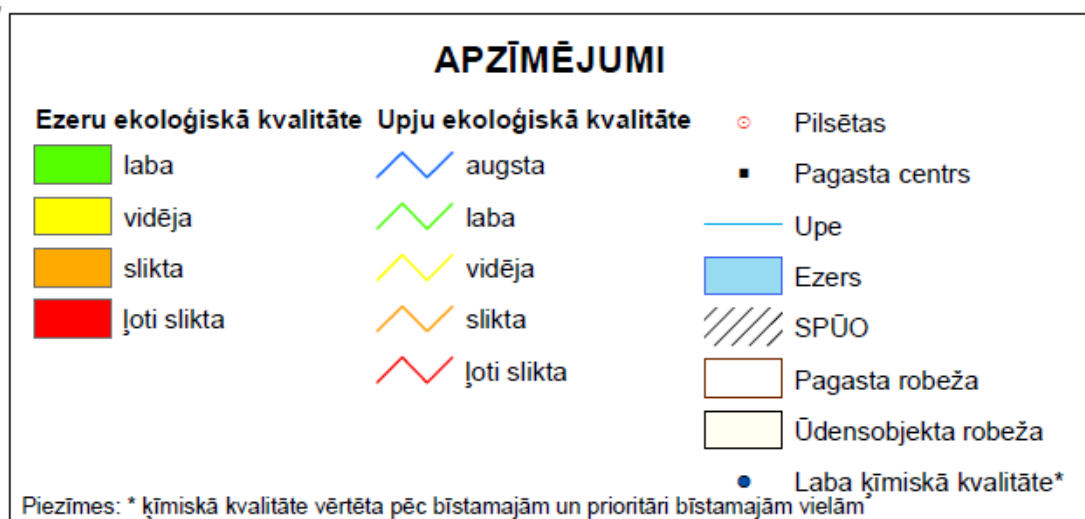 APZĪMĒJUMI
Ezeru ekoloģiskā kvalitāte
laba
vidēja
slikta
ļoti slikta
Upju ekoloģiskā kvalitāte
augsta
laba
vidēja
slikta
ļoti slikta
Pilsētas
Pagasta centrs
Upe
Ezers
SPŪO
Pagasta robeža
Ūdensobjekta robeža
Laba ķīmiskā kvalitāte*
Piezīmes: * ķīmiskā kvalitāte vērtēta pēc bīstamajām un prioritāri bīstamajām vielām